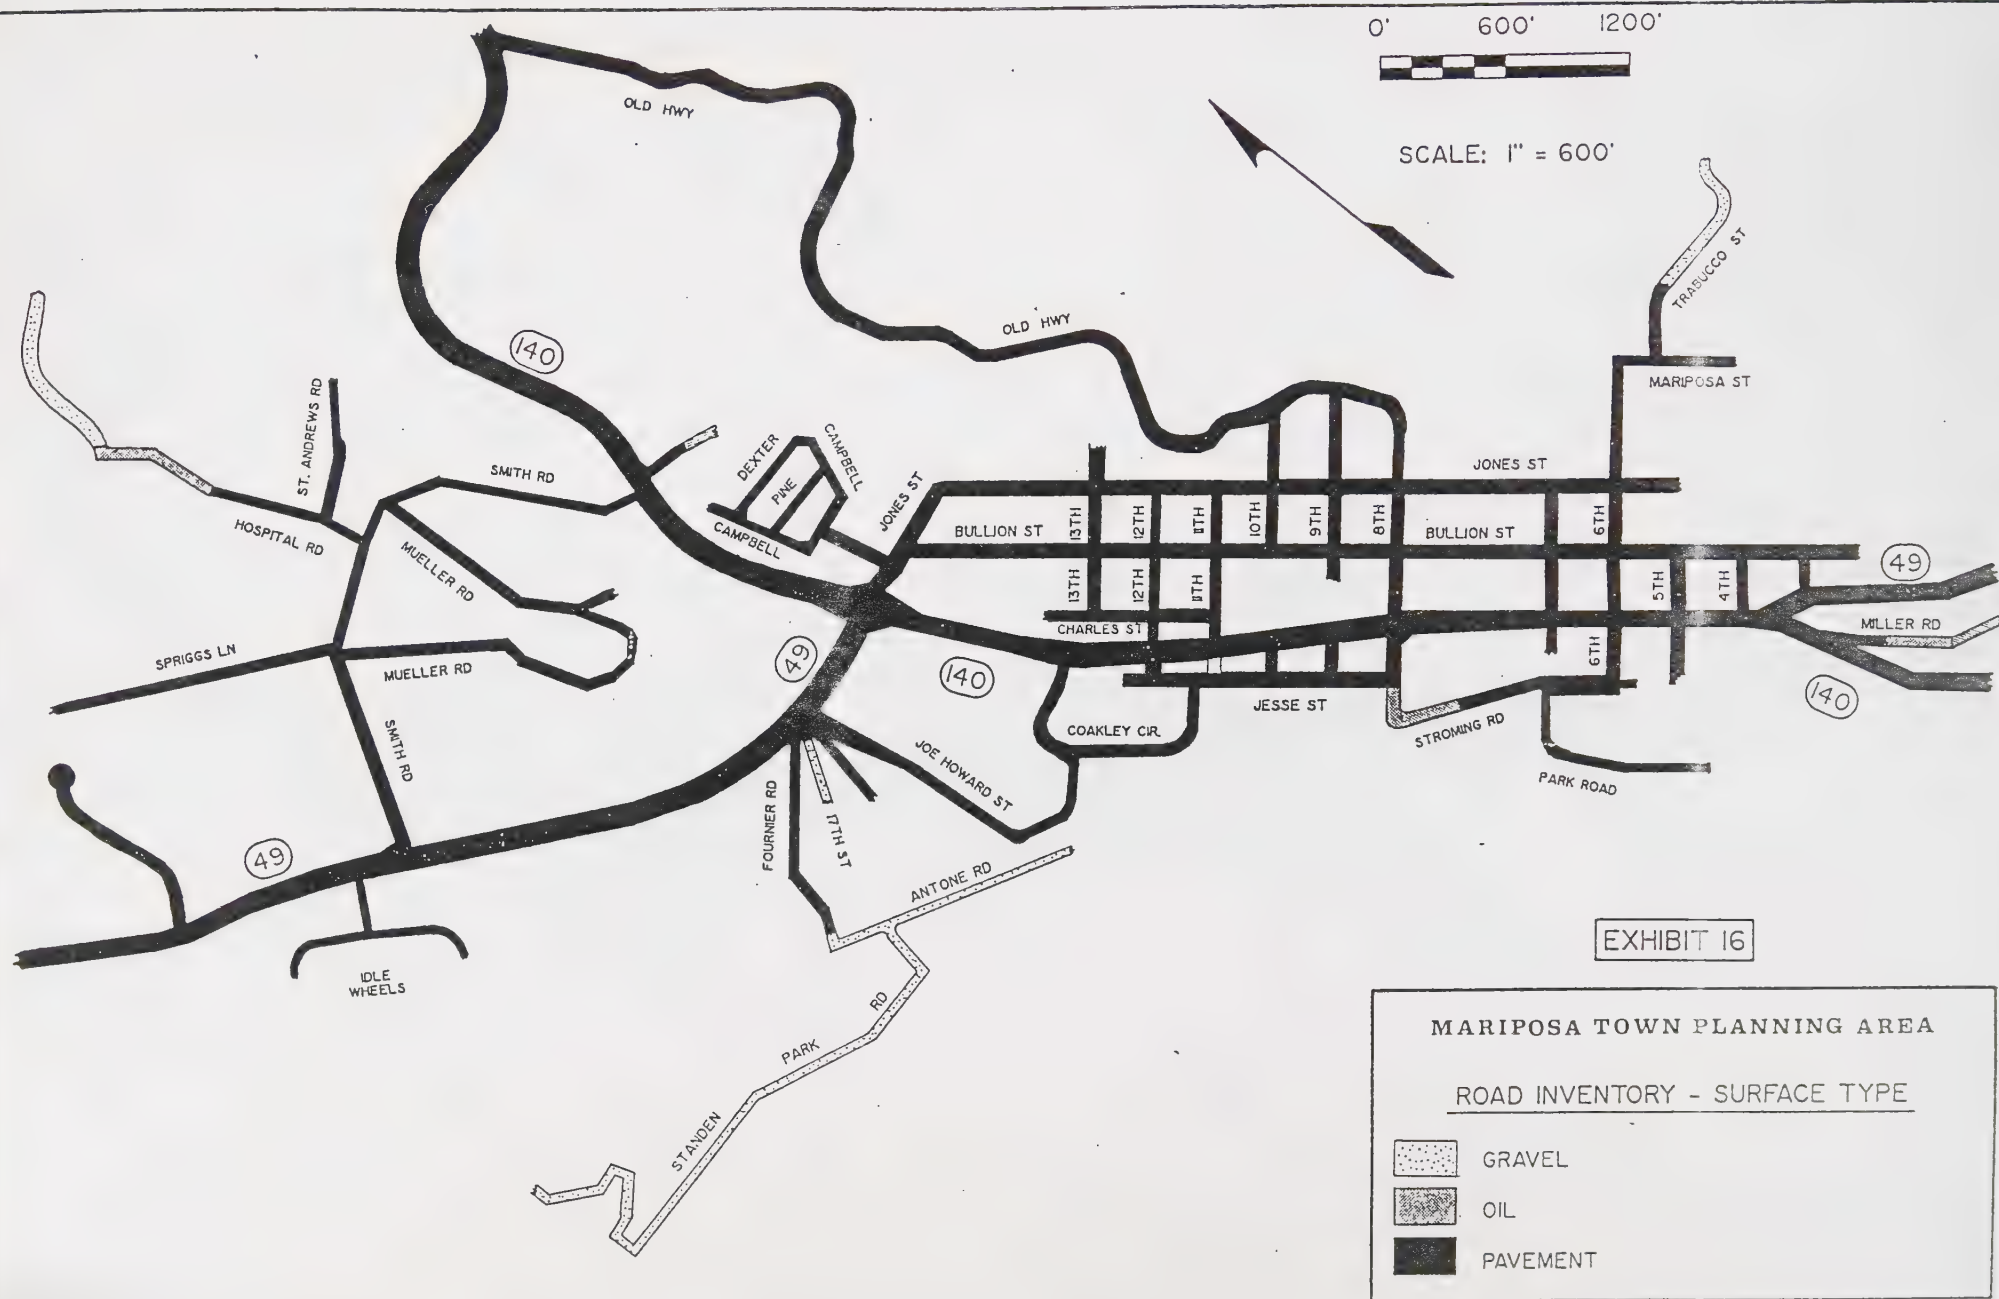 0' 600' 1200'
SCALE: 1" = 600'
OLD HWY
TRABUCCO ST
OLD HWY
140
MARIPOSA ST
ST. ANDREWS RD
SMITH RD
DEXTER
CAMPBELL
PINE
JONES ST
JONES ST
HOSPITAL RD
CAMPBELL
BULLION ST
13TH
12TH
11TH
10TH
9TH
8TH
BULLION ST
6TH
MUELLER RD
49
13TH
12TH
11TH
5TH
4TH
CHARLES ST
MILLER RD
SPRIGGS LN
MUELLER RD
49
140
6TH
140
JESSE ST
COAKLEY CIR.
STROMING RD
SMITH RD
JOE HOWARD ST
PARK ROAD
FOURNIER RD
17TH ST
49
ANTONE RD
IDLE
WHEELS
STANDEN PARK RD
EXHIBIT 16
MARIPOSA TOWN PLANNING AREA
ROAD INVENTORY - SURFACE TYPE
GRAVEL
OIL
PAVEMENT